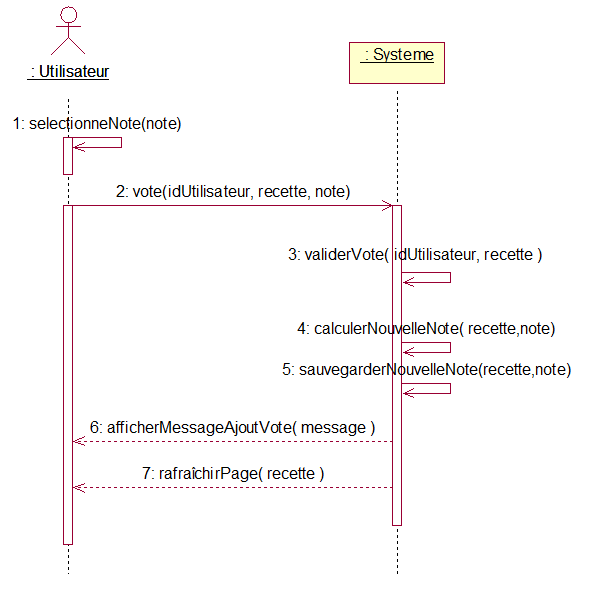 : Utilisateur
: Systeme
1: selectionneNote(note)
2: vote(idUtilisateur, recette, note)
3: validerVote( idUtilisateur, recette )
4: calculerNouvelleNote( recette,note)
5: sauvegarderNouvelleNote(recette,note)
6: afficherMessageAjoutVote( message )
7: rafraîchirPage( recette )